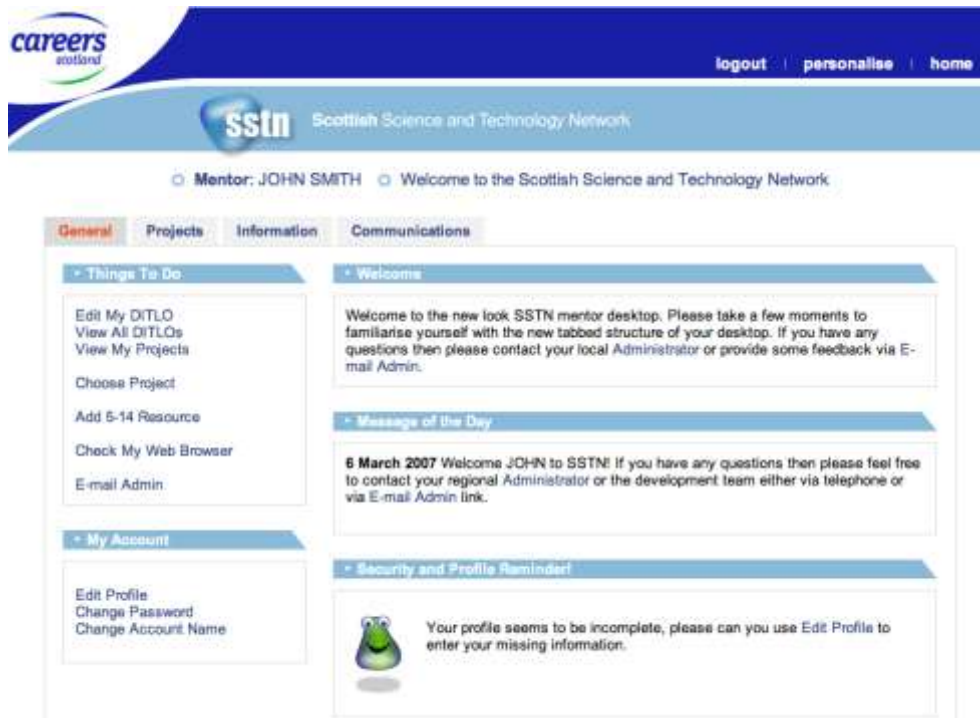 careers
scotland
logout | personalise | home
sstn Scottish Science and Technology Network
Mentor: JOHN SMITH Welcome to the Scottish Science and Technology Network
General Projects Information Communications
Things To Do
Edit My DITLO
View All DITLOs
View My Projects
Choose Project
Add 5-14 Resource
Check My Web Browser
E-mail Admin
My Account
Edit Profile
Change Password
Change Account Name
Welcome
Welcome to the new look SSTN mentor desktop. Please take a few moments to
familiarise yourself with the new tabbed structure of your desktop. If you have any
questions then please contact your local Administrator or provide some feedback via E-
mail Admin.
Message of the Day
6 March 2007 Welcome JOHN to SSTN! If you have any questions then please feel free
to contact your regional Administrator or the development team either via telephone or
via E-mail Admin link.
Security and Profile Reminder!
Your profile seems to be incomplete, please can you use Edit Profile to
enter your missing information.